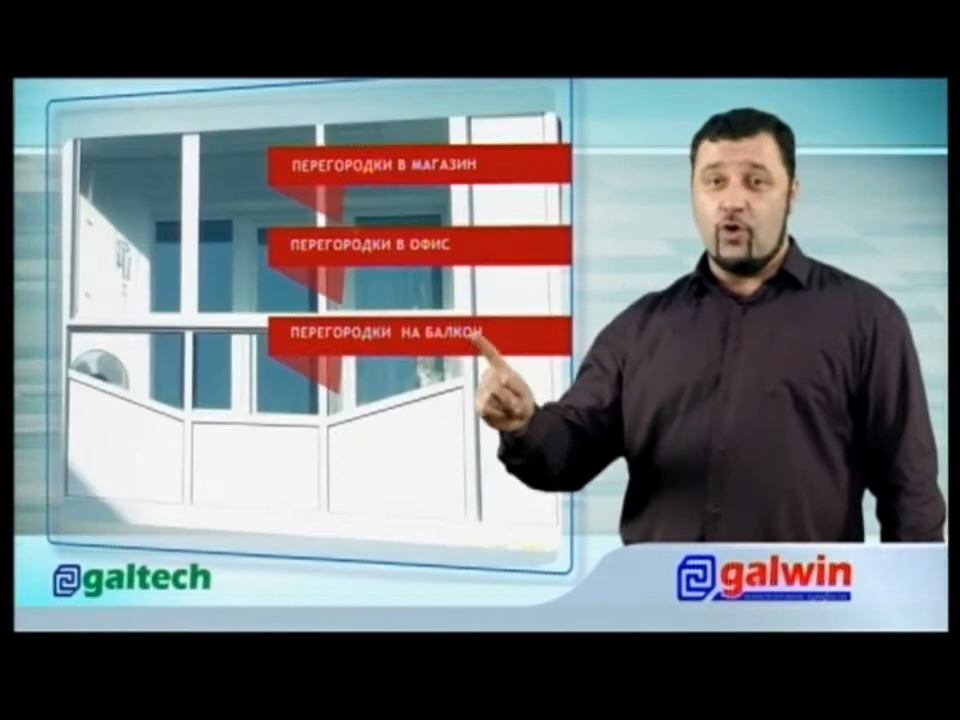 ПЕРЕГОРОДКИ В МАГАЗИН
ПЕРЕГОРОДКИ В ОФИС
ПЕРЕГОРОДКИ НА БАЛКОН
galtech
galwin